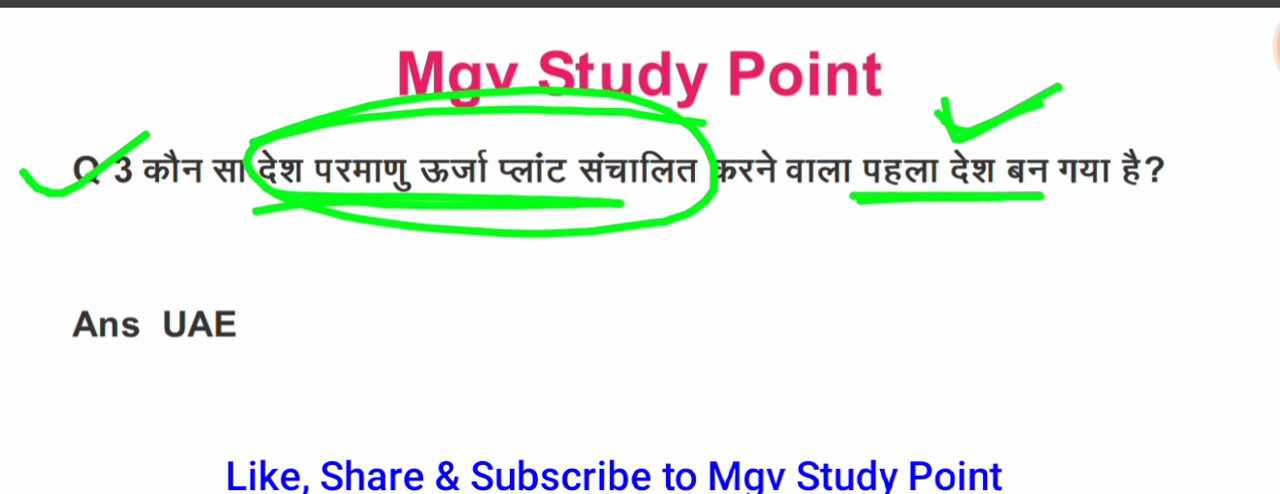 Mgv Study Point
Q 3 कौन सा देश परमाणु ऊर्जा प्लांट संचालित करने वाला पहला देश बन गया है?
Ans UAE
Like, Share & Subscribe to Mgv Study Point